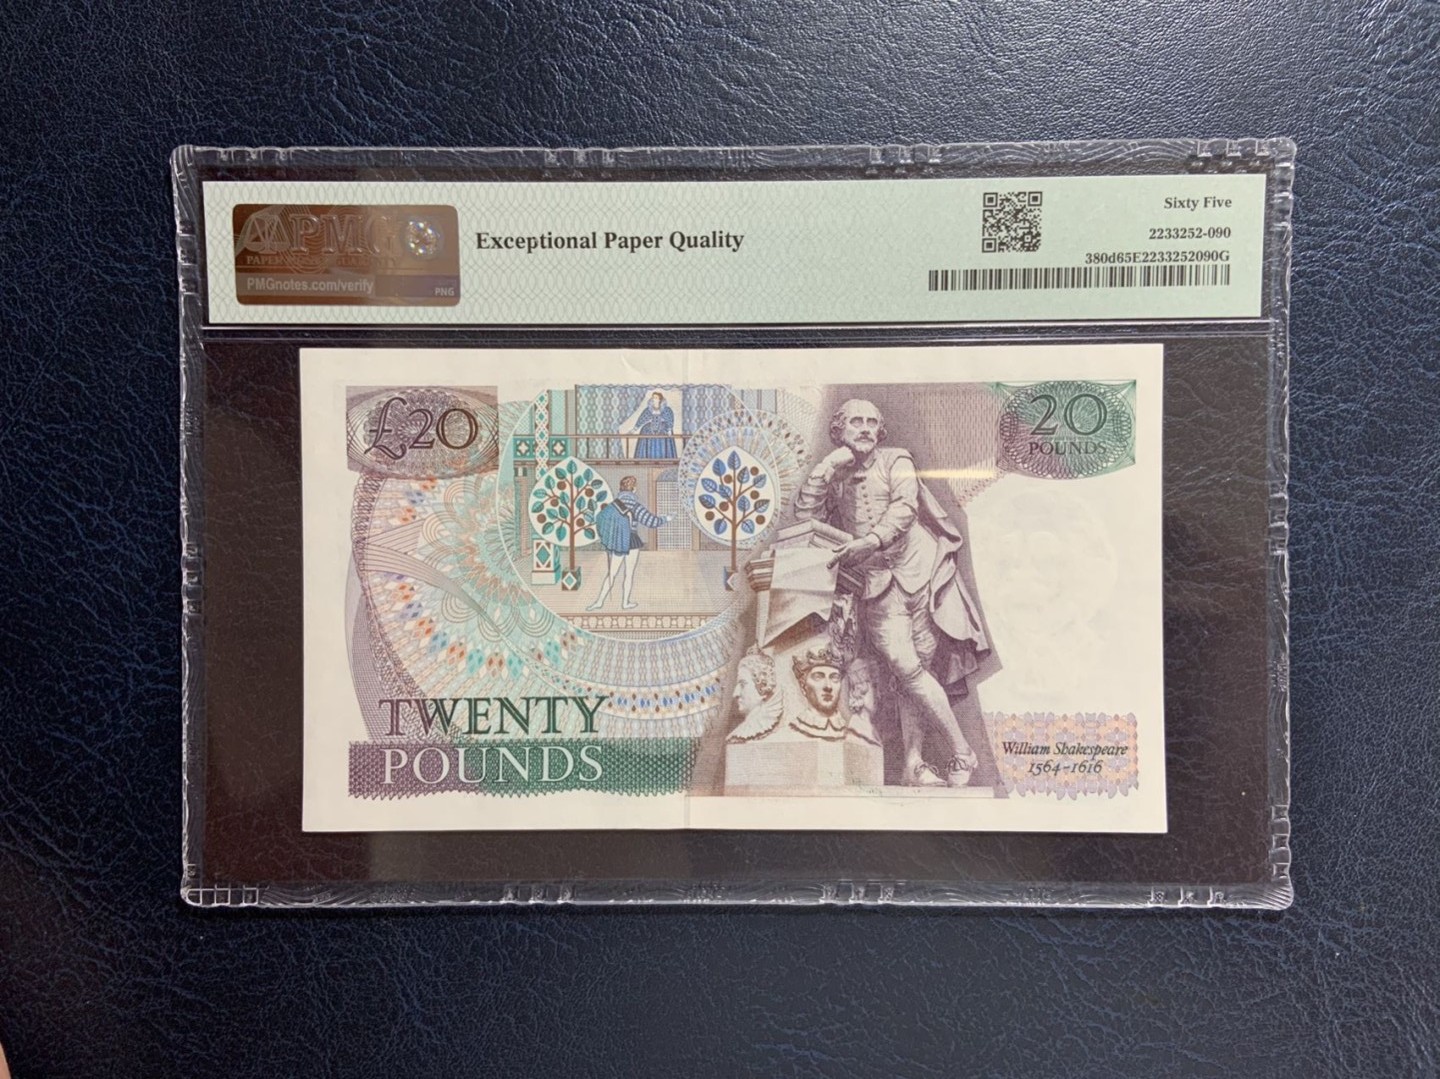 PMG
PMGnotes.com/verify
PNG
Exceptional Paper Quality
Sixty Five
2233252-090
380d65E2233252090G
£20
20
POUNDS
TWENTY
POUNDS
William Shakespeare
1564-1616